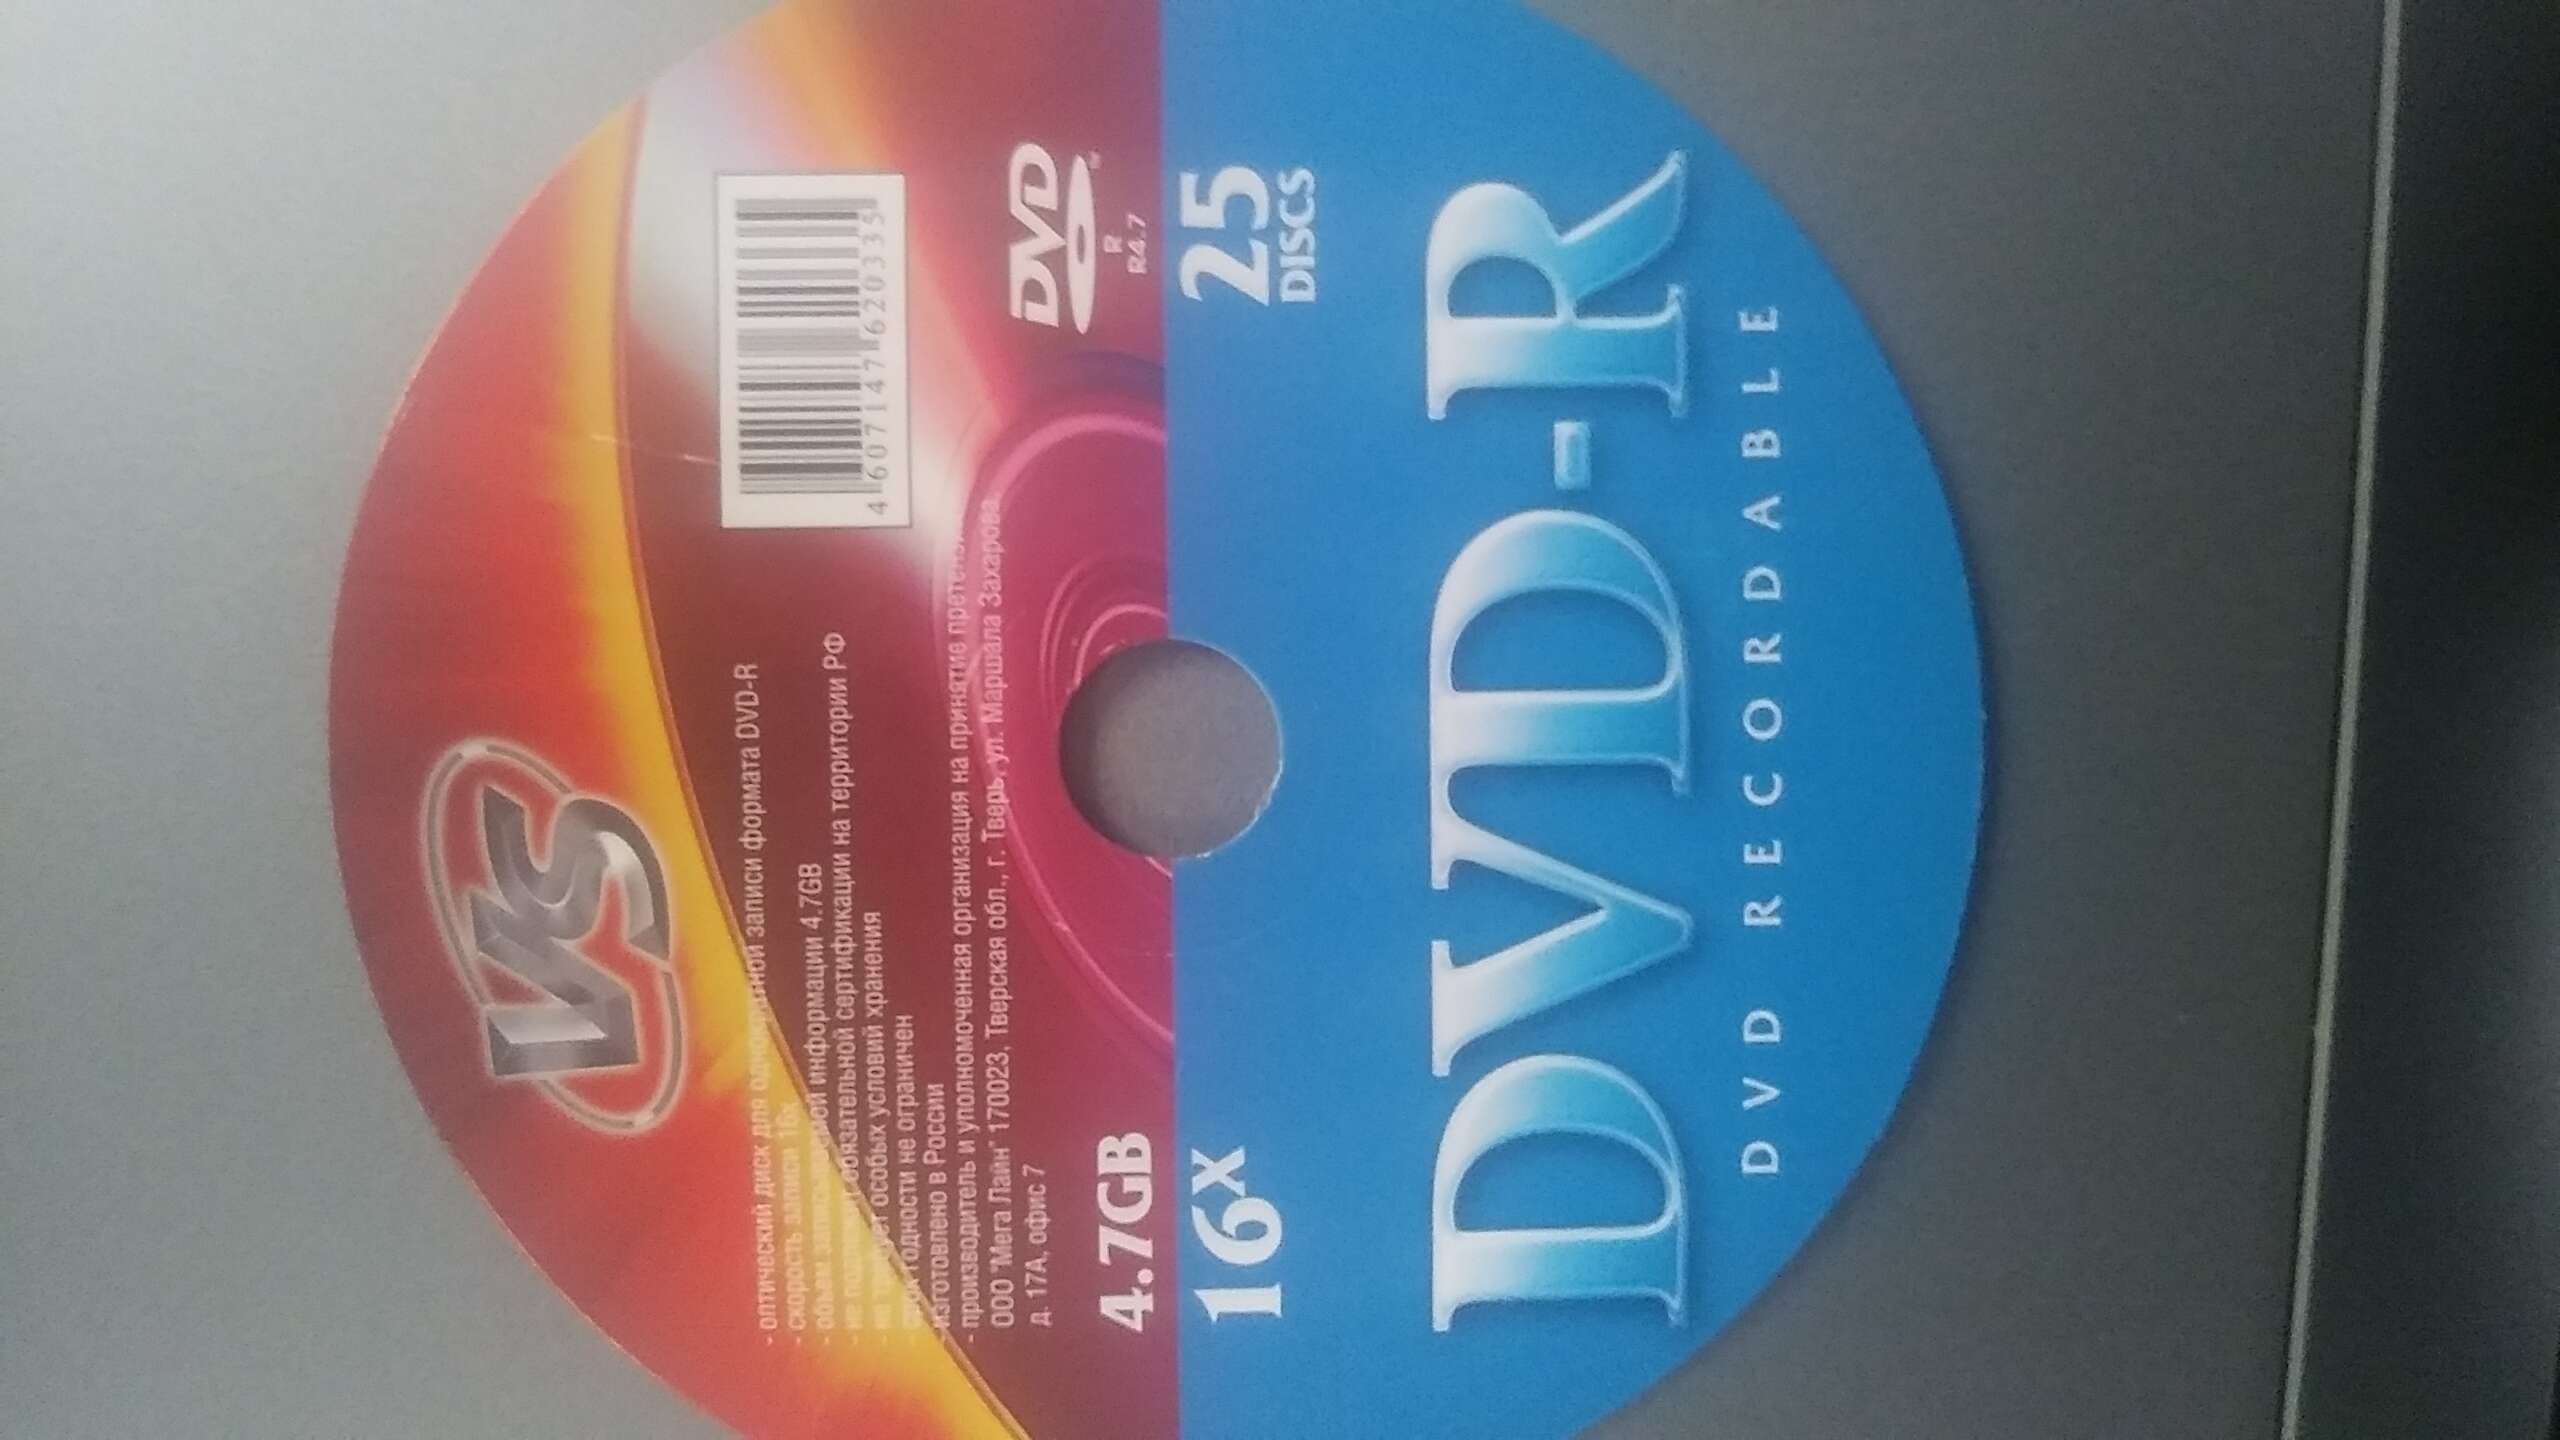 VS
- оптический диск для однократной записи формата DVD-R
- скорость записи 16x
- объем записываемой информации 4.7GB
- не подлежит обязательной сертификации на территории РФ
- не требует особых условий хранения
- срок годности не ограничен
- изготовлено в России
- производитель и уполномоченная организация на принятие
ООО "Мега Лайн" 170023, Тверская обл., г. Тверь, ул. Маршала Захарова
д. 17А, офис 7
4 607147 620335
DVD
R
R4.7
4.7GB
16x
25
DISCS
DVD-R
DVD RECORDABLE